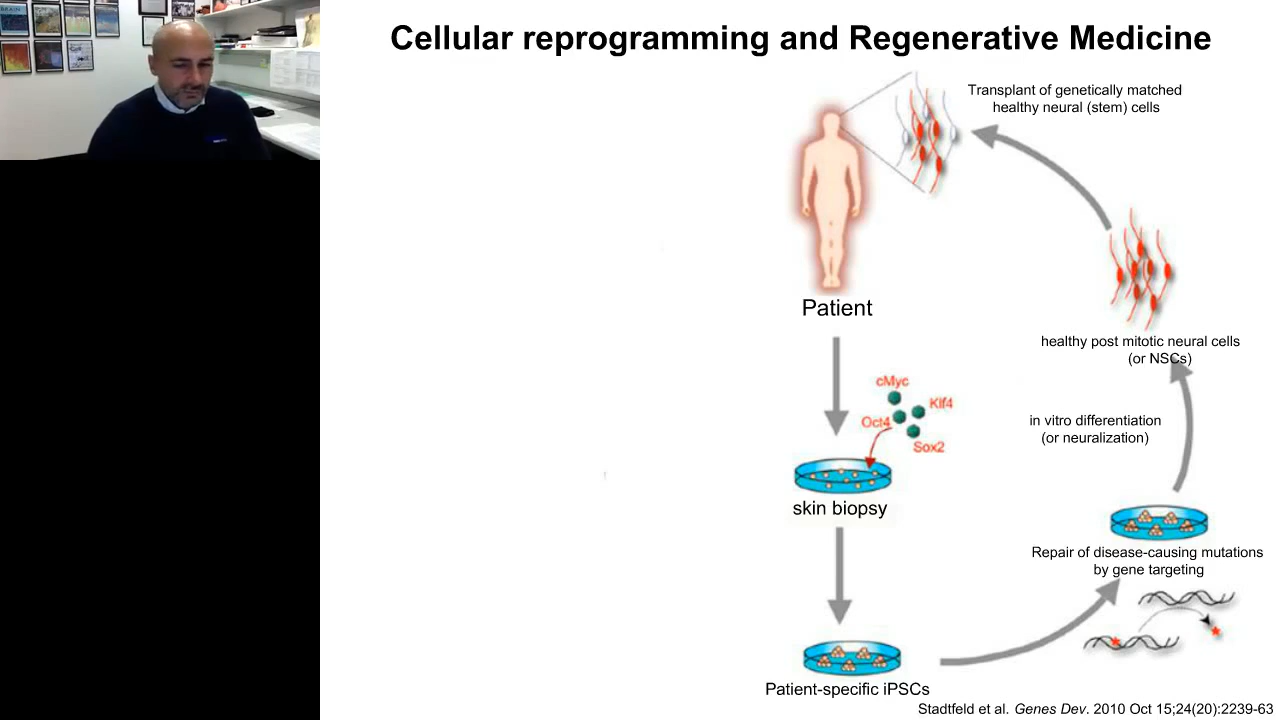 Cellular reprogramming and Regenerative Medicine
Transplant of genetically matched
healthy neural (stem) cells
Patient
healthy post mitotic neural cells
(or NSCs)
cMyc
Klf4
Oct4
Sox2
in vitro differentiation
(or neuralization)
skin biopsy
Repair of disease-causing mutations
by gene targeting
Patient-specific iPSCs
Stadtfeld et al. Genes Dev. 2010 Oct 15;24(20):2239-63